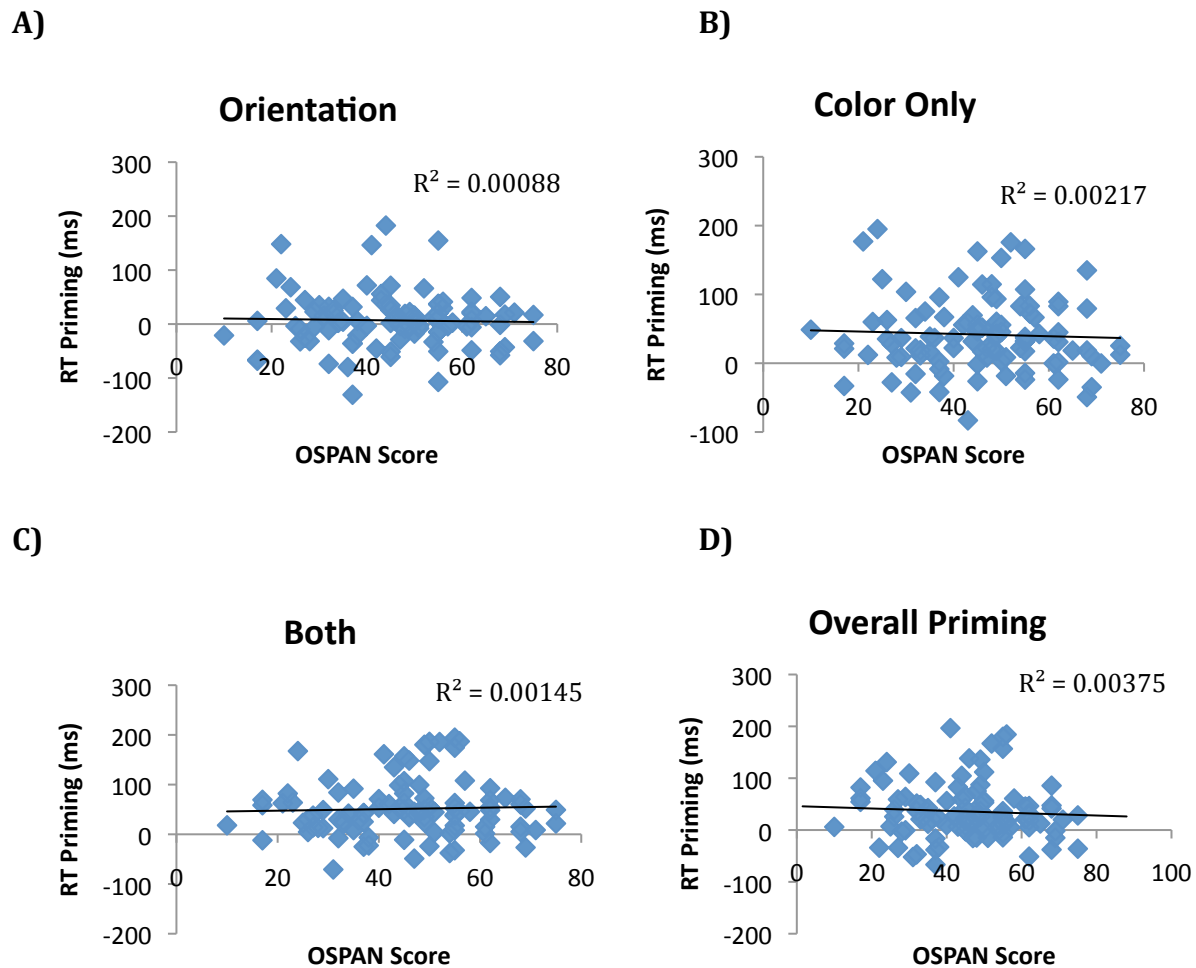 A)
Orientation
R² = 0.00088
RT Priming (ms)
300
200
100
0
-100
-200
0
20
40
60
80
OSPAN Score
B)
Color Only
R² = 0.00217
RT Priming (ms)
300
200
100
0
-100
0
20
40
60
80
OSPAN Score
C)
Both
R² = 0.00145
RT Priming (ms)
300
200
100
0
-100
-200
0
20
40
60
80
OSPAN Score
D)
Overall Priming
R² = 0.00375
RT Priming (ms)
300
200
100
0
-100
-200
0
20
40
60
80
100
OSPAN Score